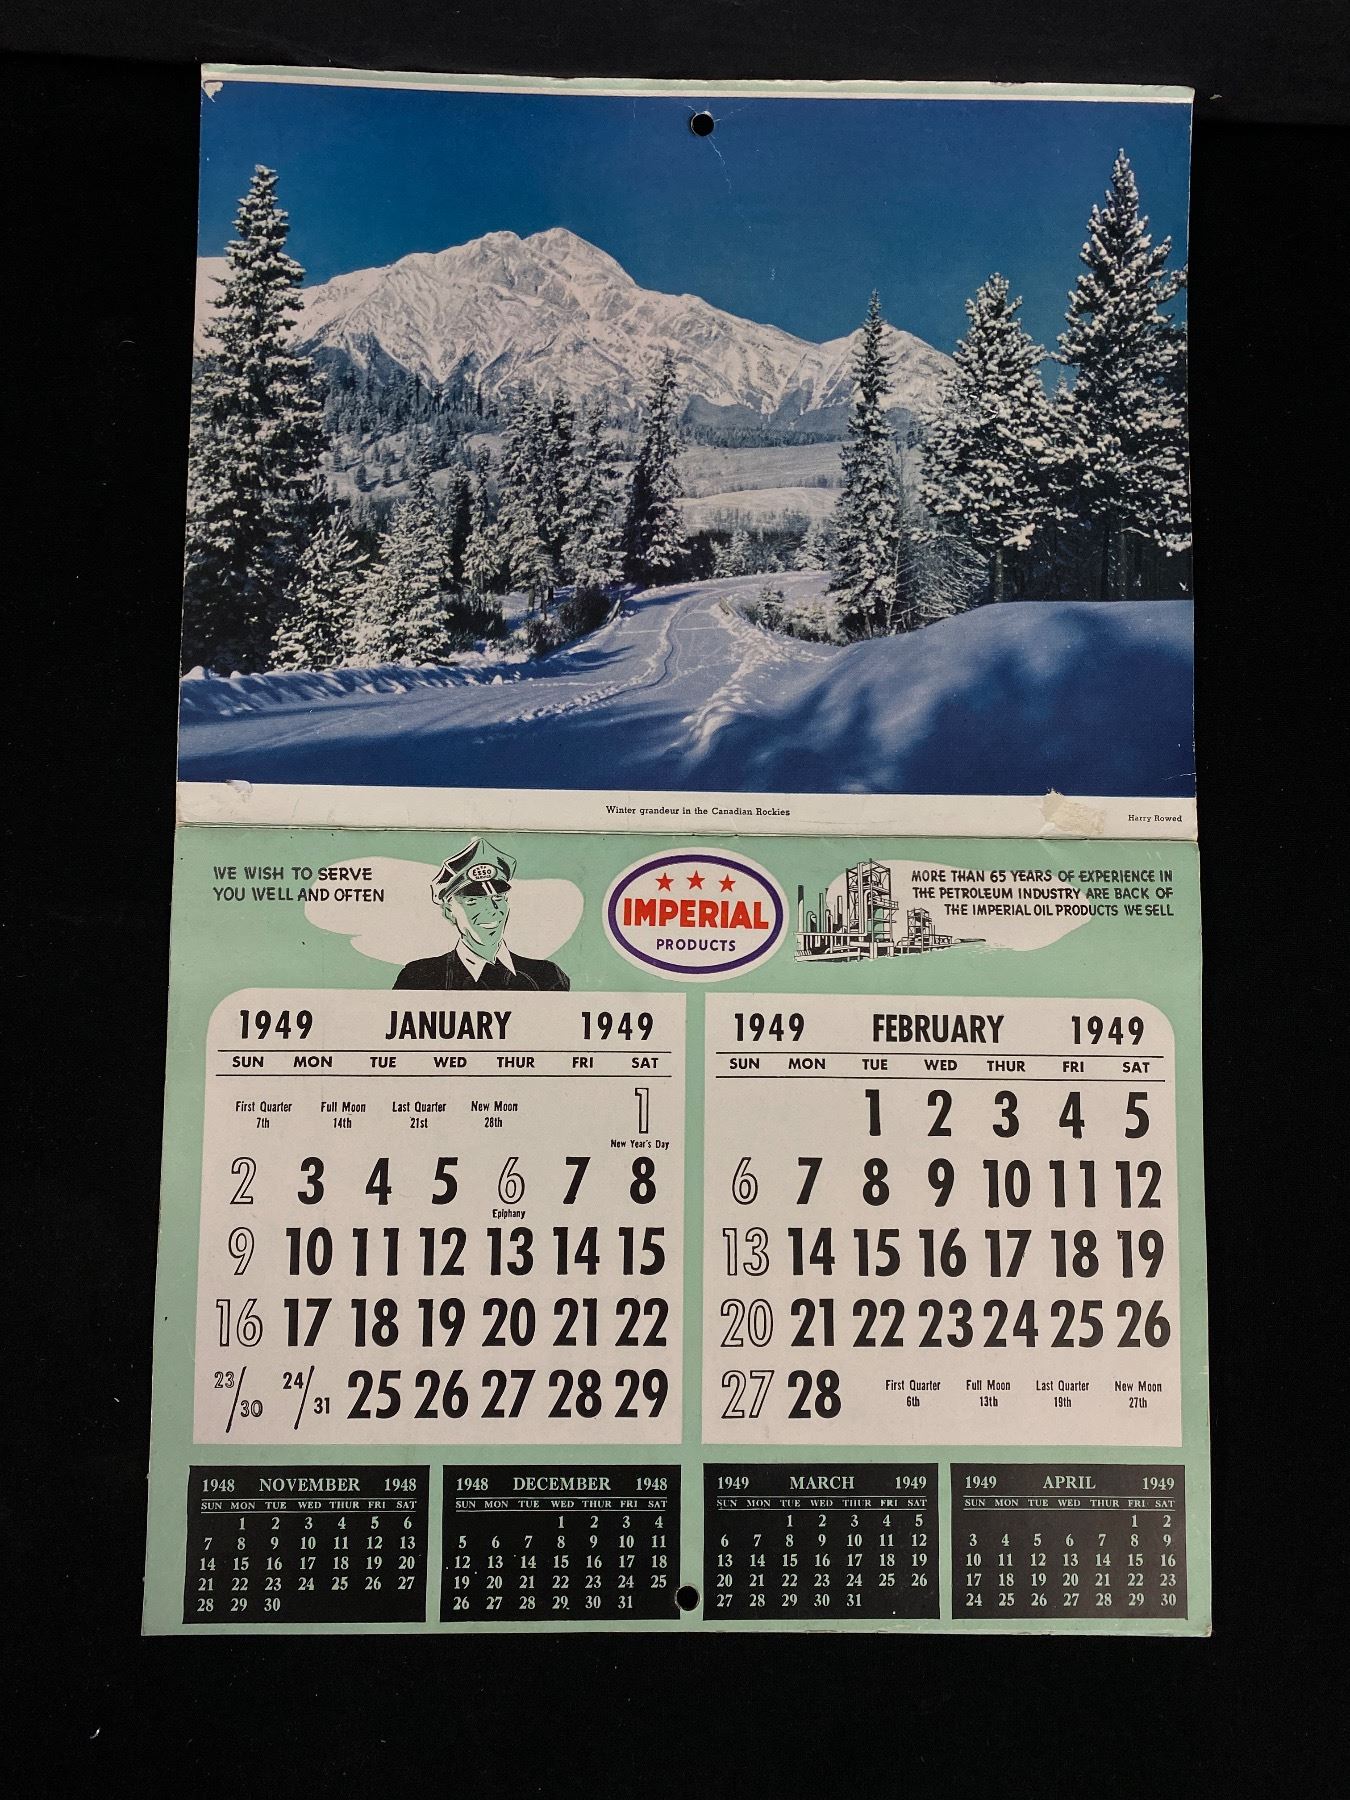 Winter grandeur in the Canadian Rockies
Harry Rowed
WE WISH TO SERVE
YOU WELL AND OFTEN
ESSO
IMPERIAL
PRODUCTS
MORE THAN 65 YEARS OF EXPERIENCE IN
THE PETROLEUM INDUSTRY ARE BACK OF
THE IMPERIAL OIL PRODUCTS WE SELL
1949 JANUARY 1949
SUN MON TUE WED THUR FRI SAT
First Quarter Full Moon Last Quarter New Moon 1
7th 14th 21st 28th
New Year's Day
2 3 4 5 6 7 8
Epiphany
9 10 11 12 13 14 15
16 17 18 19 20 21 22
23/30 24/31 25 26 27 28 29
1949 FEBRUARY 1949
SUN MON TUE WED THUR FRI SAT
1 2 3 4 5
6 7 8 9 10 11 12
13 14 15 16 17 18 19
20 21 22 23 24 25 26
27 28 First Quarter Full Moon Last Quarter New Moon
6th 13th 19th 27th
1948 NOVEMBER 1948
SUN MON TUE WED THUR FRI SAT
1 2 3 4 5 6
7 8 9 10 11 12 13
14 15 16 17 18 19 20
21 22 23 24 25 26 27
28 29 30
1948 DECEMBER 1948
SUN MON TUE WED THUR FRI SAT
1 2 3 4
5 6 7 8 9 10 11
12 13 14 15 16 17 18
19 20 21 22 23 24 25
26 27 28 29 30 31
1949 MARCH 1949
SUN MON TUE WED THUR FRI SAT
1 2 3 4 5
6 7 8 9 10 11 12
13 14 15 16 17 18 19
20 21 22 23 24 25 26
27 28 29 30 31
1949 APRIL 1949
SUN MON TUE WED THUR FRI SAT
1 2
3 4 5 6 7 8 9
10 11 12 13 14 15 16
17 18 19 20 21 22 23
24 25 26 27 28 29 30